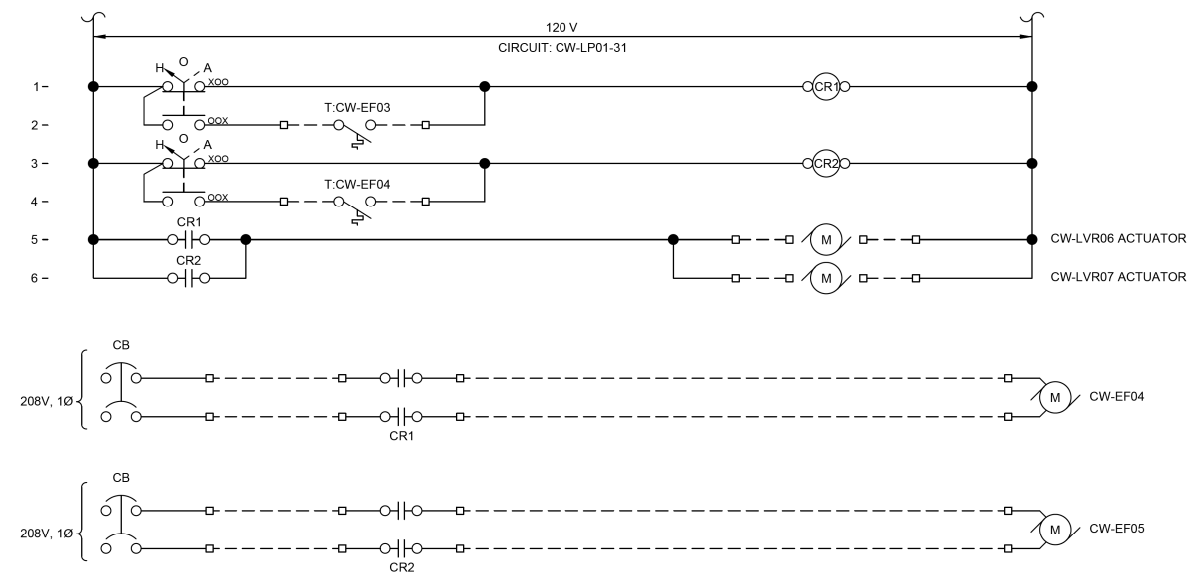 120 V
CIRCUIT: CW-LP01-31
H O A
1 - XOO CR1
T:CW-EF03
2 - OOX
H O A
3 - XOO CR2
T:CW-EF04
4 - OOX
CR1
5 - M CW-LVR06 ACTUATOR
CR2
6 - M CW-LVR07 ACTUATOR
CB
208V, 1Ø M CW-EF04
CR1
CB
208V, 1Ø M CW-EF05
CR2